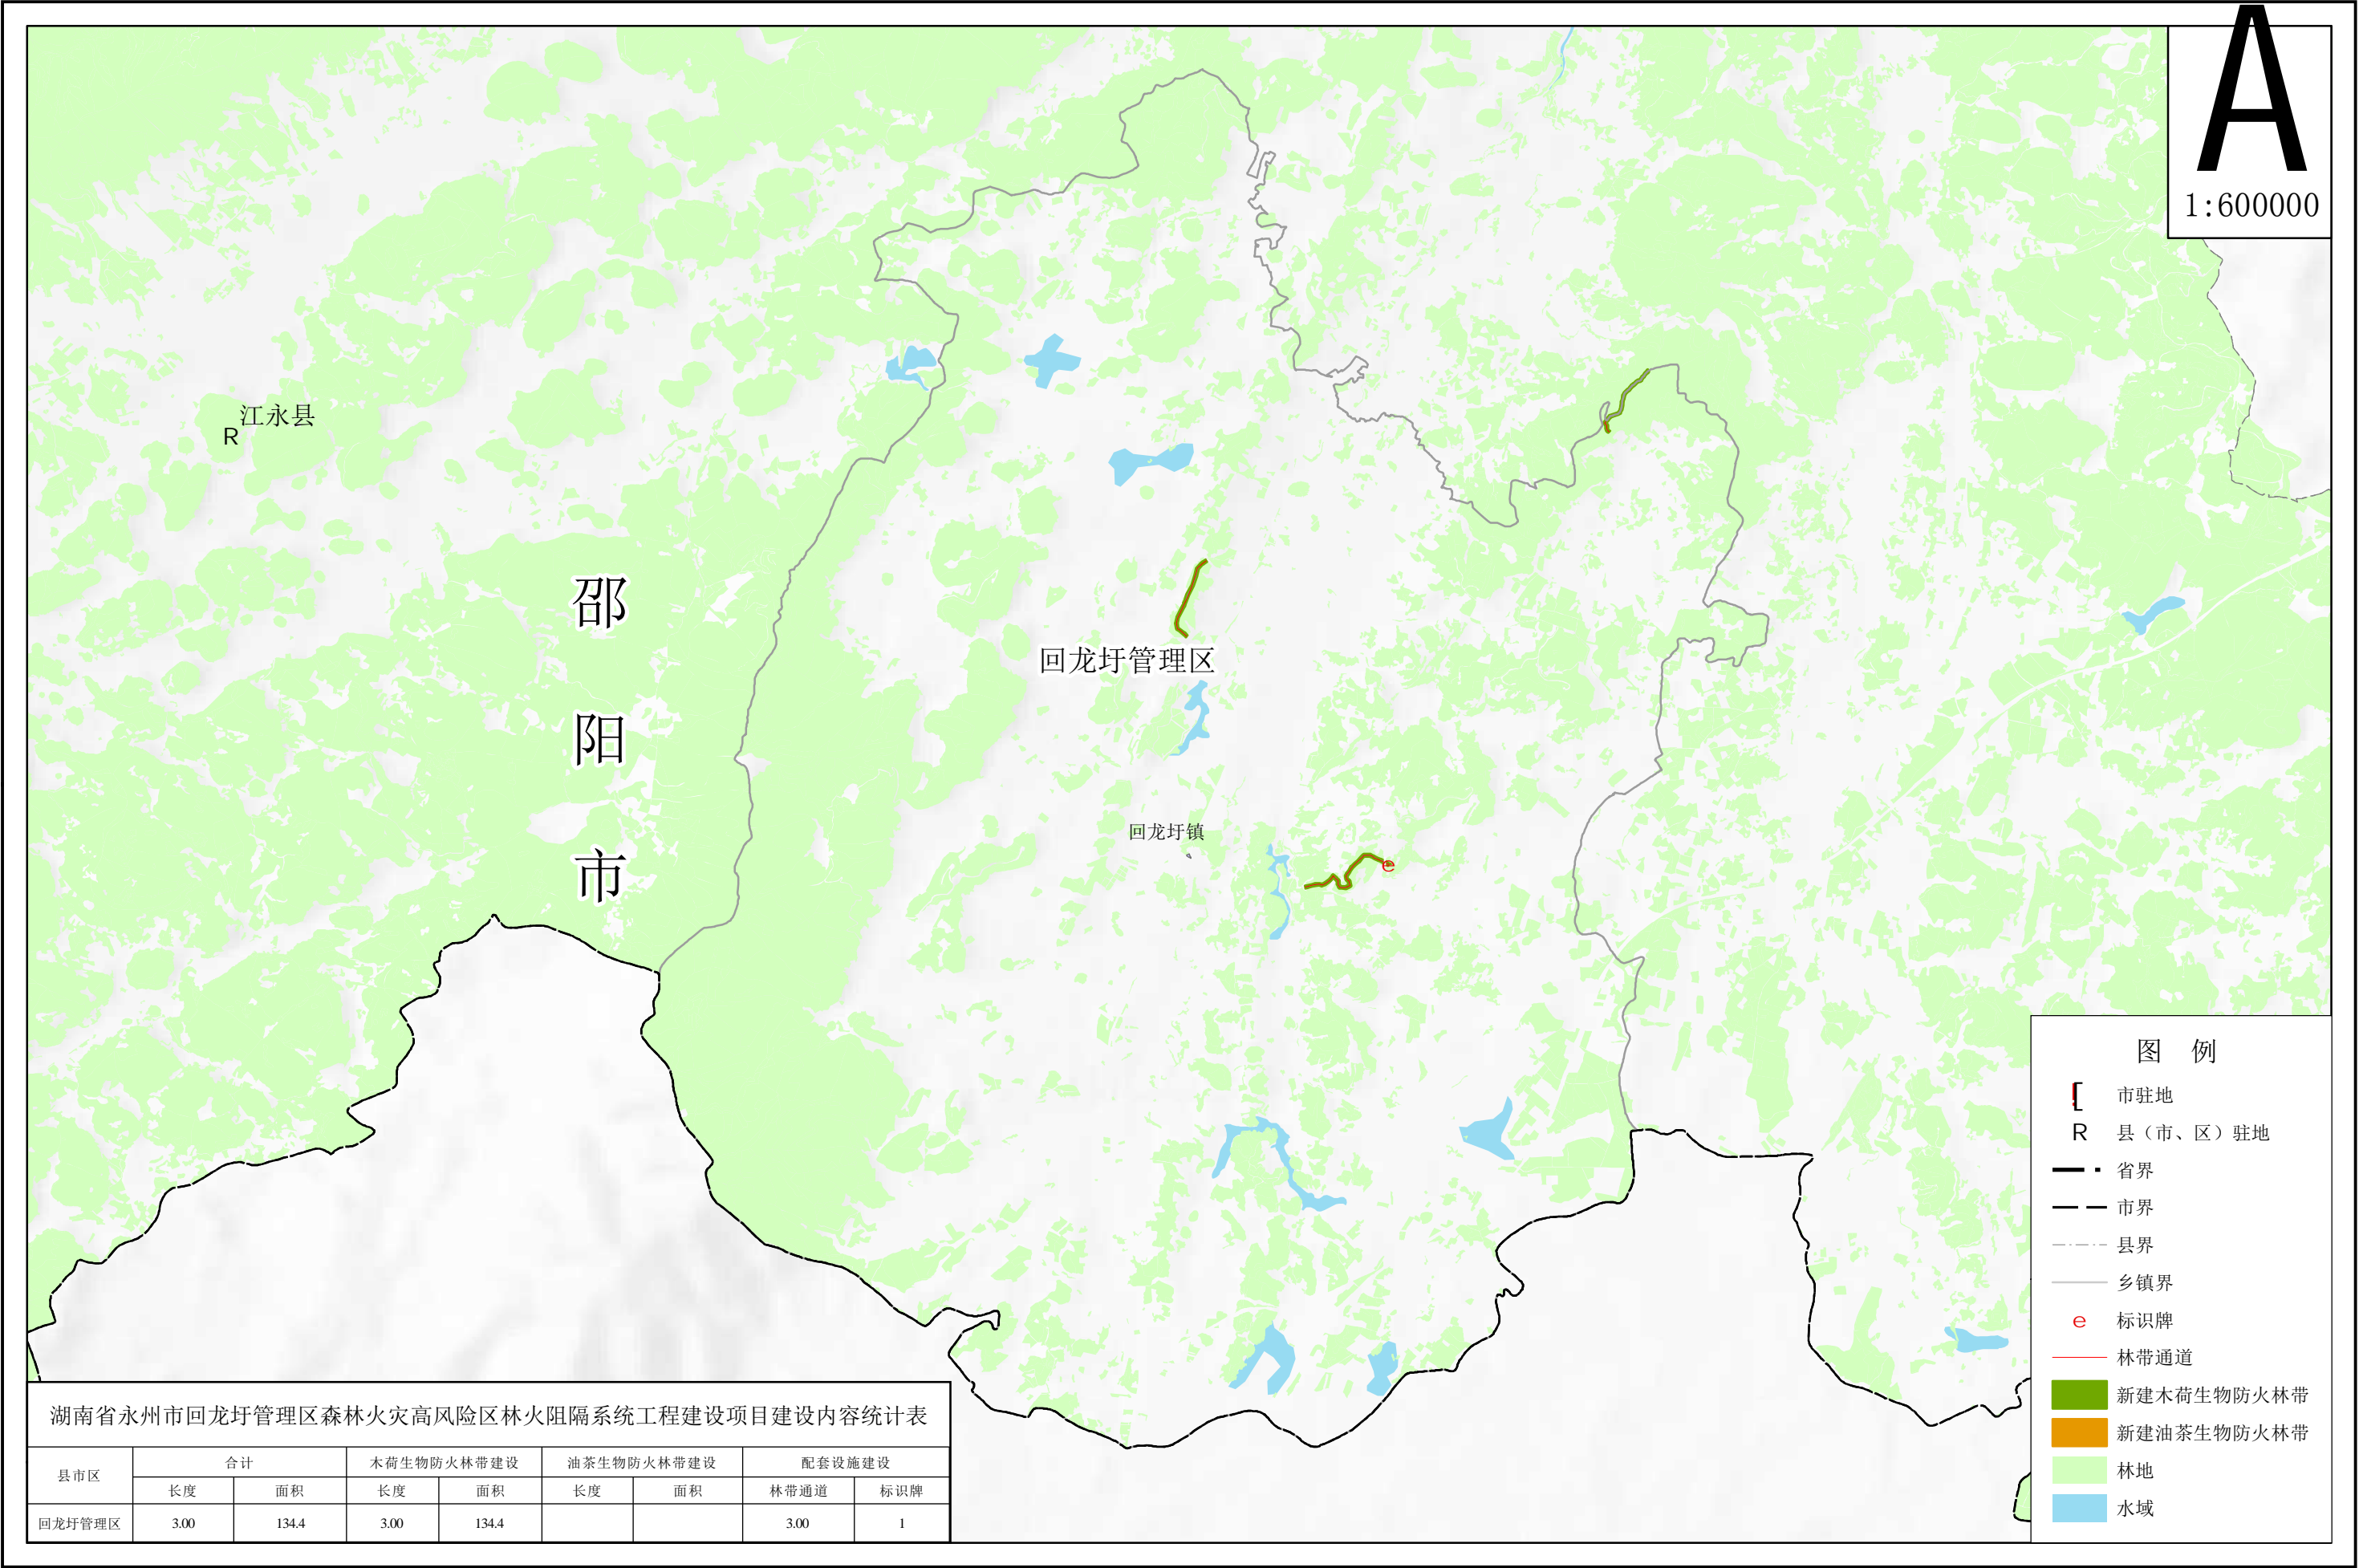 A
1:600000
江永县
R
邵
阳
市
回龙圩管理区
回龙圩镇
e
图 例
[ 市驻地
R 县（市、区）驻地
省界
市界
县界
乡镇界
e 标识牌
林带通道
新建木荷生物防火林带
新建油茶生物防火林带
林地
水域
湖南省永州市回龙圩管理区森林火灾高风险区林火阻隔系统工程建设项目建设内容统计表
县市区 合计 木荷生物防火林带建设 油茶生物防火林带建设 配套设施建设
长度 面积 长度 面积 长度 面积 林带通道 标识牌
回龙圩管理区 3.00 134.4 3.00 134.4 3.00 1